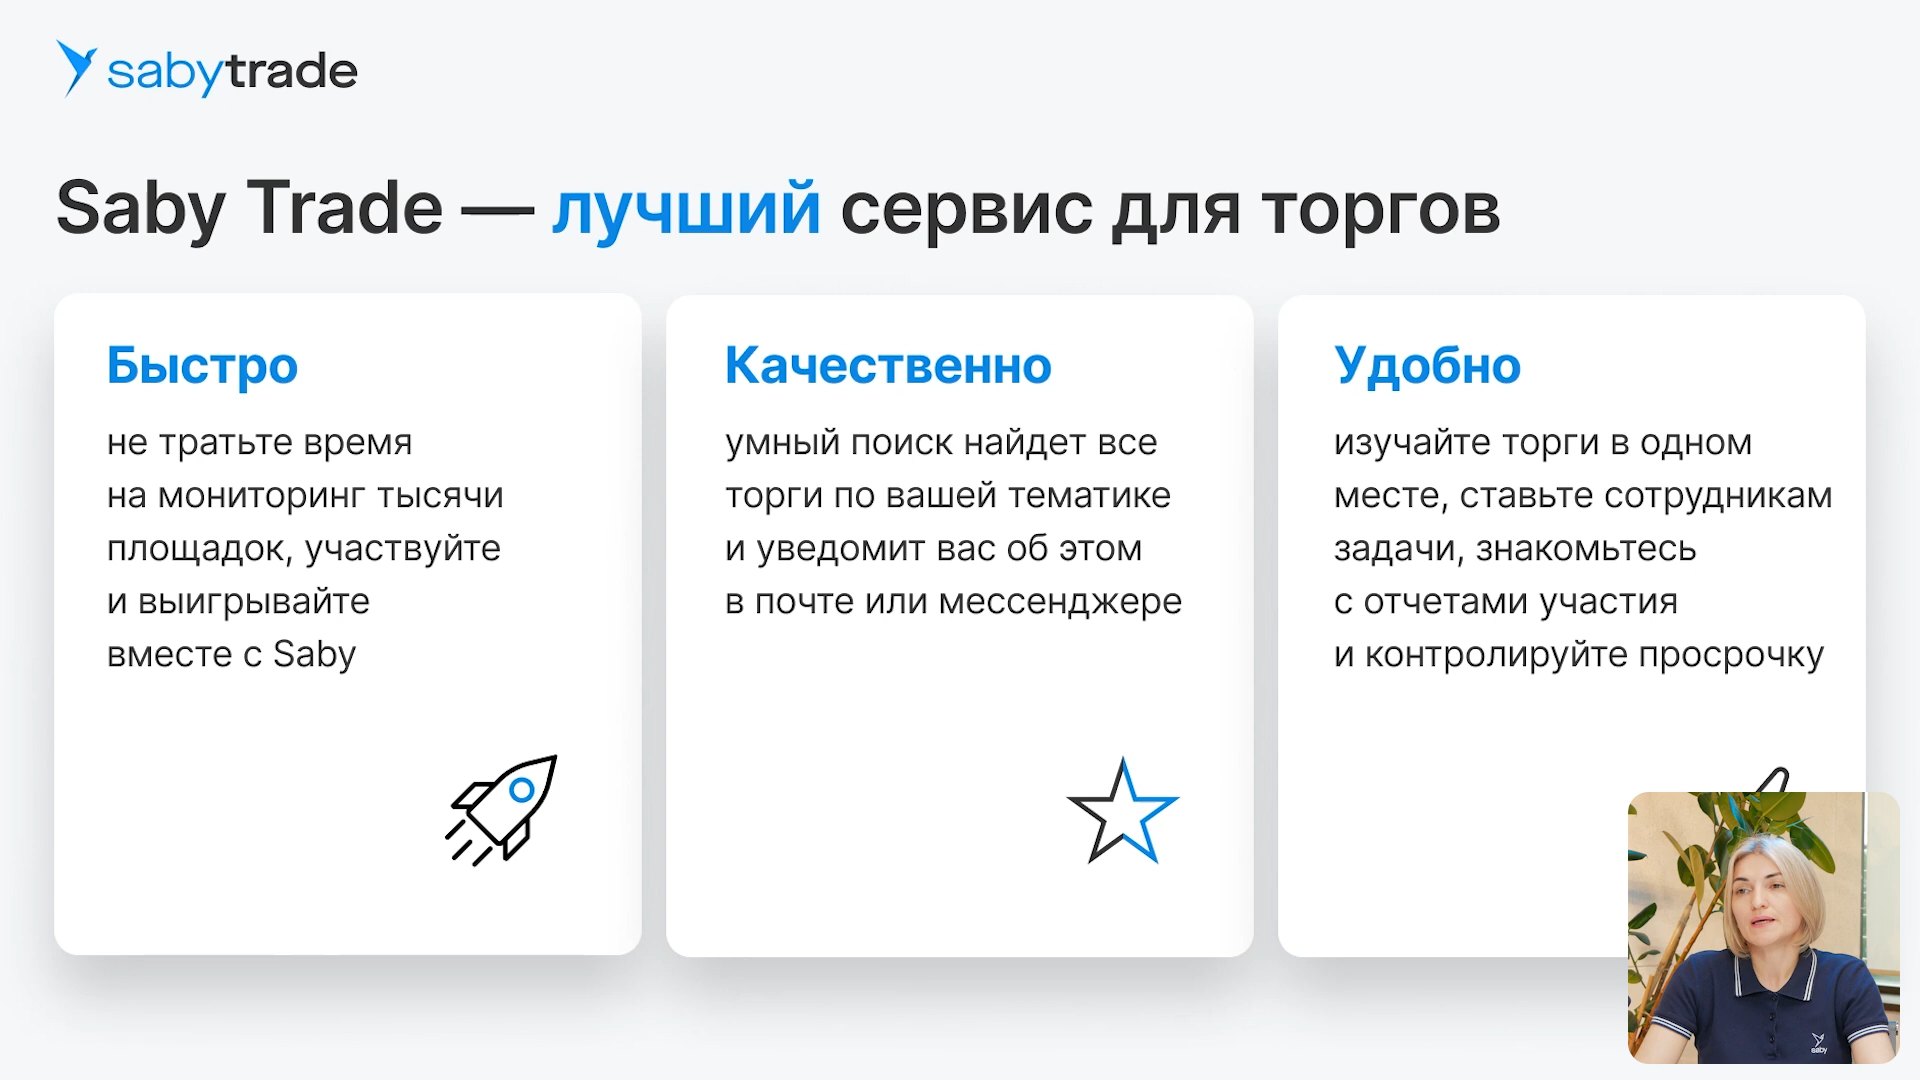 sabytrade
Saby Trade — лучший сервис для торгов
Быстро
не тратьте время
на мониторинг тысячи
площадок, участвуйте
и выигрывайте
вместе с Saby
Качественно
умный поиск найдет все
торги по вашей тематике
и уведомит вас об этом
в почте или мессенджере
Удобно
изучайте торги в одном
месте, ставьте сотрудникам
задачи, знакомьтесь
с отчетами участия
и контролируйте просрочку
saby